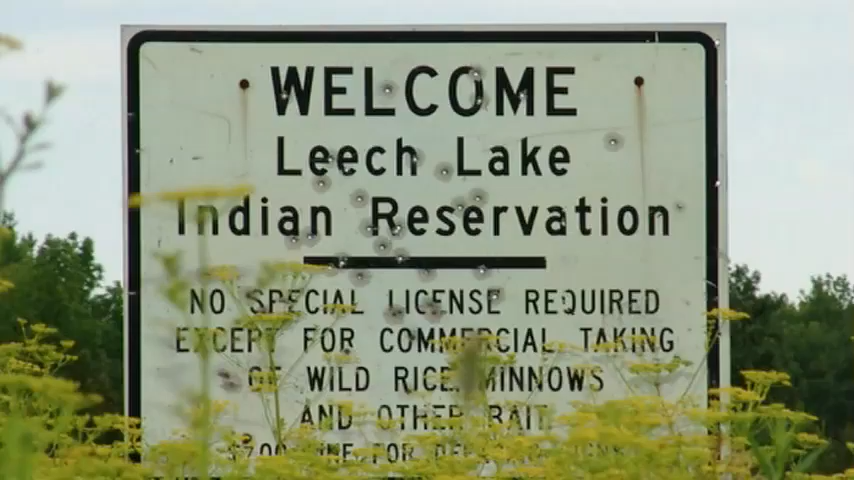 WELCOME
Leech Lake
Indian Reservation
NO SPECIAL LICENSE REQUIRED
EXCEPT FOR COMMERCIAL TAKING
OF WILD RICE, MINNOWS
AND OTHER BAIT
FOR